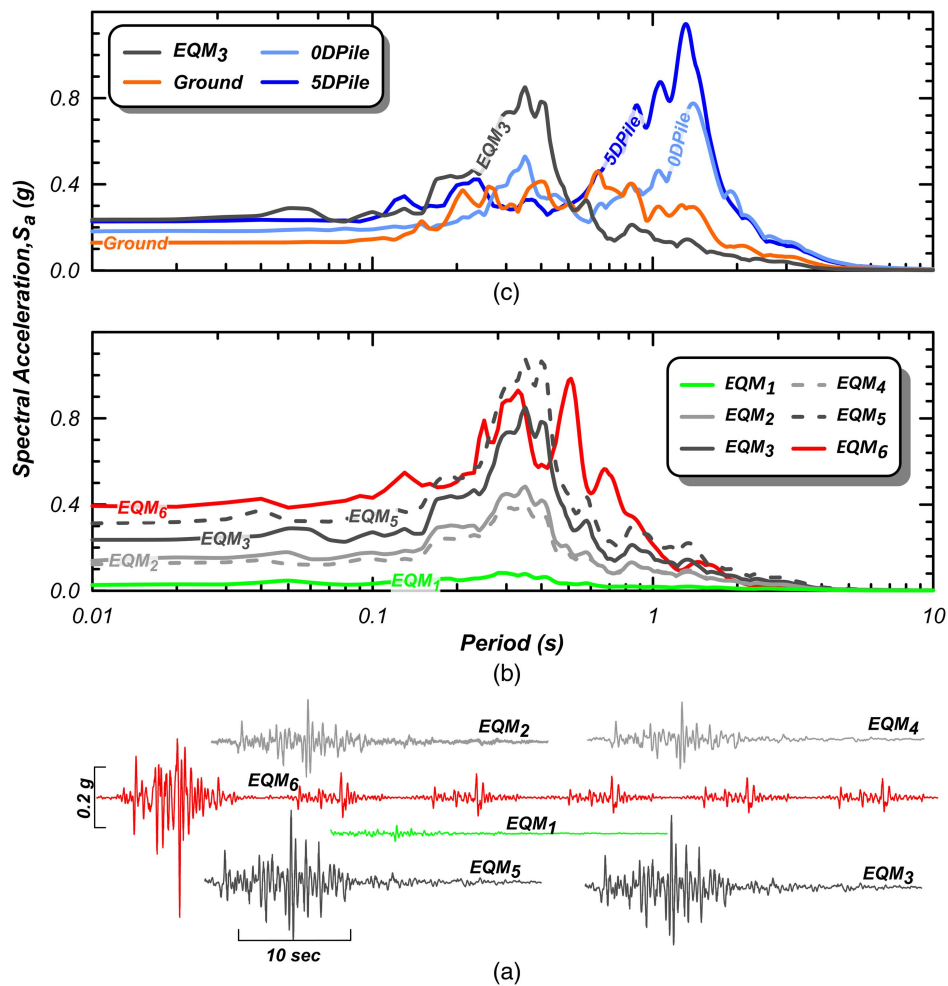 EQM3 0DPile
Ground 5DPile
0.8
0.4
0.0
EQM3
5DPile
0DPile
Ground
(c)
Spectral Acceleration, Sa (g)
0.8
0.4
0.0
EQM1 EQM4
EQM2 EQM5
EQM3 EQM6
EQM6
EQM5
EQM3
EQM2
EQM1
0.01 0.1 1 10
Period (s)
(b)
EQM2 EQM4
0.2 g
EQM6
EQM1
EQM5 EQM3
10 sec
(a)